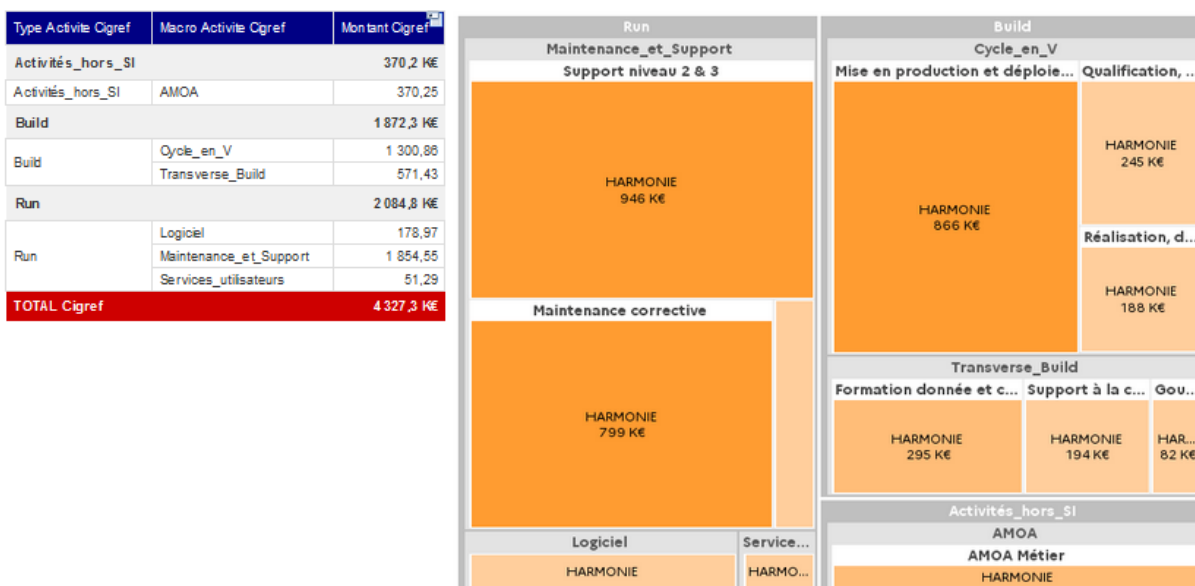 Type Activite Cigref Macro Activite Cigref Montant Cigref
Activités_hors_SI 370,2 K€
Activités_hors_SI AMOA 370,25
Build 1 872,3 K€
Build
Cycle_en_V 1 300,86
Transverse_Build 571,43
Run 2 084,8 K€
Run
Logiciel 178,97
Maintenance_et_Support 1 854,55
Services_utilisateurs 51,29
TOTAL Cigref 4 327,3 K€
Run
Maintenance_et_Support
Support niveau 2 & 3
HARMONIE
946 K€
Maintenance corrective
HARMONIE
799 K€
Logiciel
HARMONIE
Service...
HARMO...
Build
Cycle_en_V
Mise en production et déploie...
HARMONIE
866 K€
Qualification, ...
HARMONIE
245 K€
Réalisation, d...
HARMONIE
188 K€
Transverse_Build
Formation donnée et c...
HARMONIE
295 K€
Support à la c...
HARMONIE
194 K€
Gou...
HAR...
82 K€
Activités_hors_SI
AMOA
AMOA Métier
HARMONIE